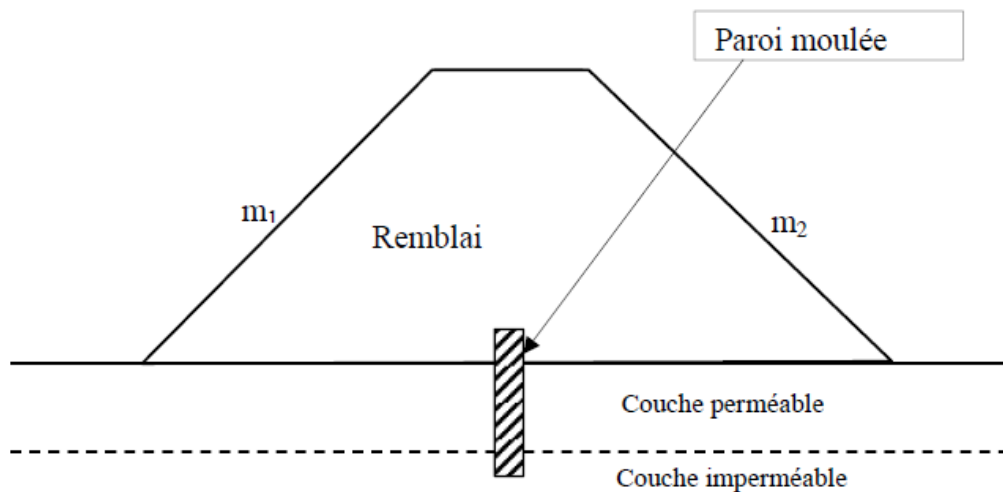 Paroi moulée
m₁
m₂
Remblai
Couche perméable
Couche imperméable